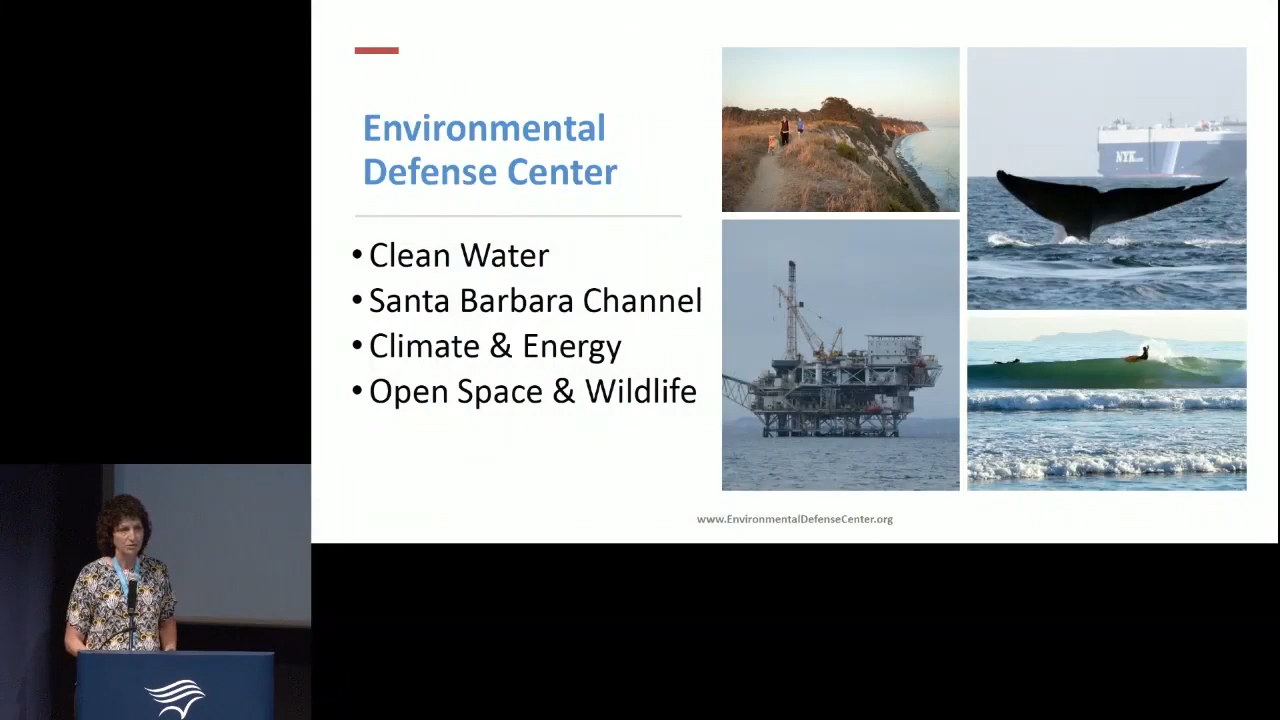 Environmental
Defense Center
• Clean Water
• Santa Barbara Channel
• Climate & Energy
• Open Space & Wildlife
NYK
www.EnvironmentalDefenseCenter.org